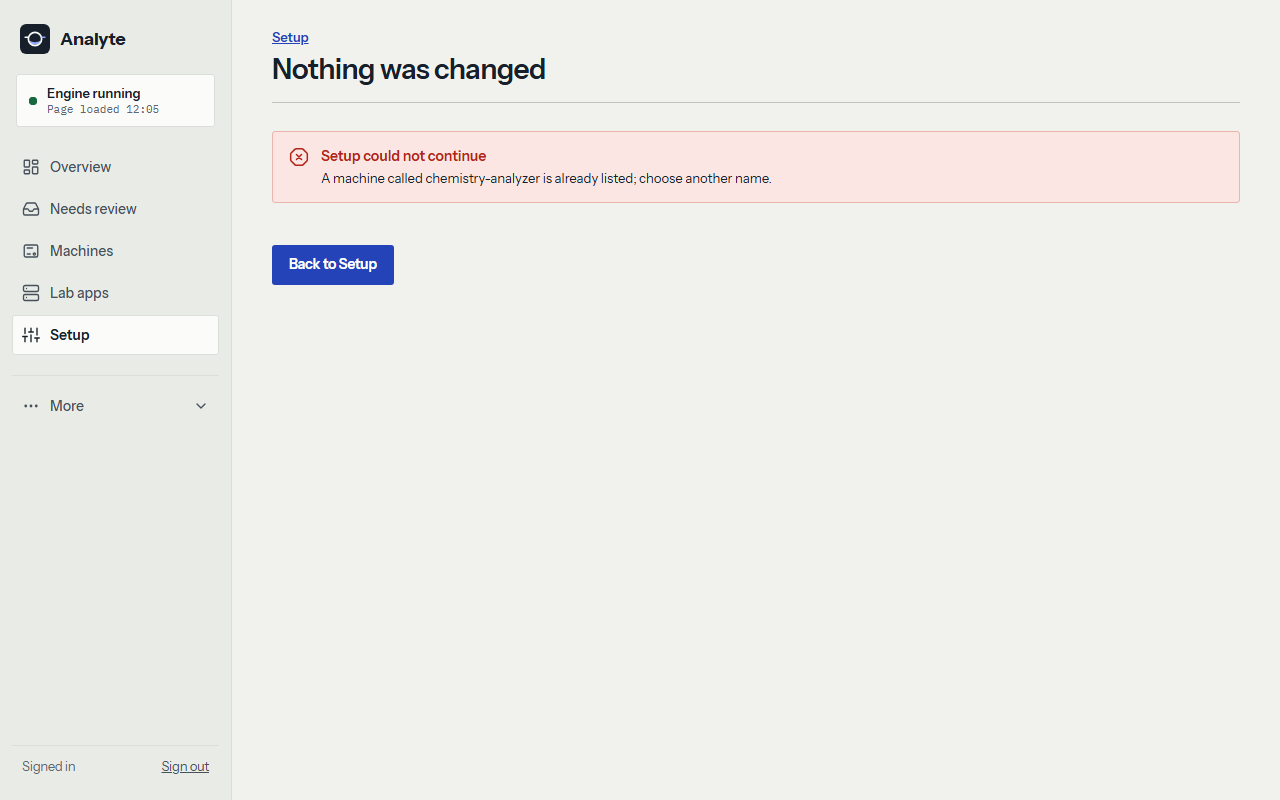 Analyte
Engine running
Page loaded 12:05
Overview
Needs review
Machines
Lab apps
Setup
More
Signed in
Sign out
Setup
Nothing was changed
Setup could not continue
A machine called chemistry-analyzer is already listed; choose another name.
Back to Setup